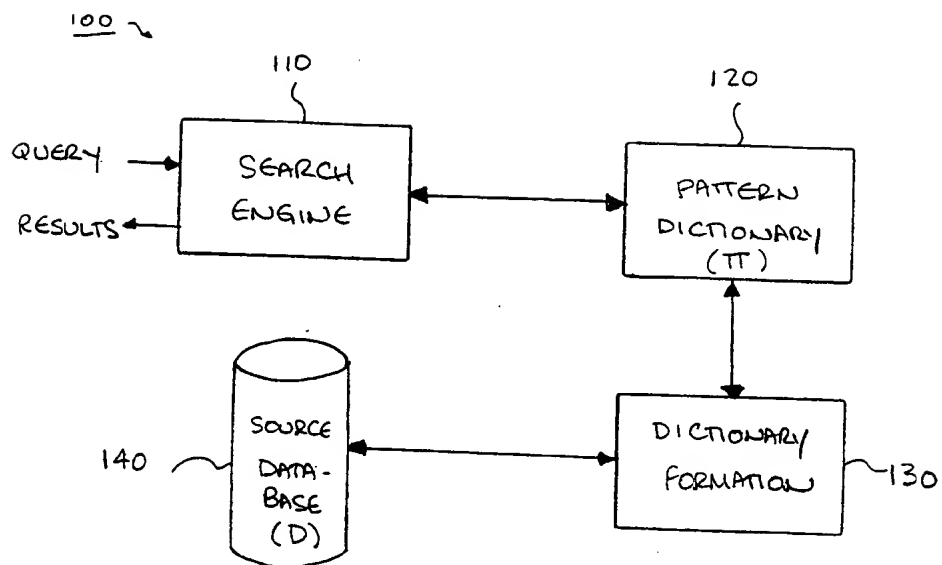 100
110
120
QUERY
RESULTS
SEARCH
ENGINE
PATTERN
DICTIONARY
(π)
140
SOURCE
DATA-
BASE
(D)
DICTIONARY
FORMATION
130